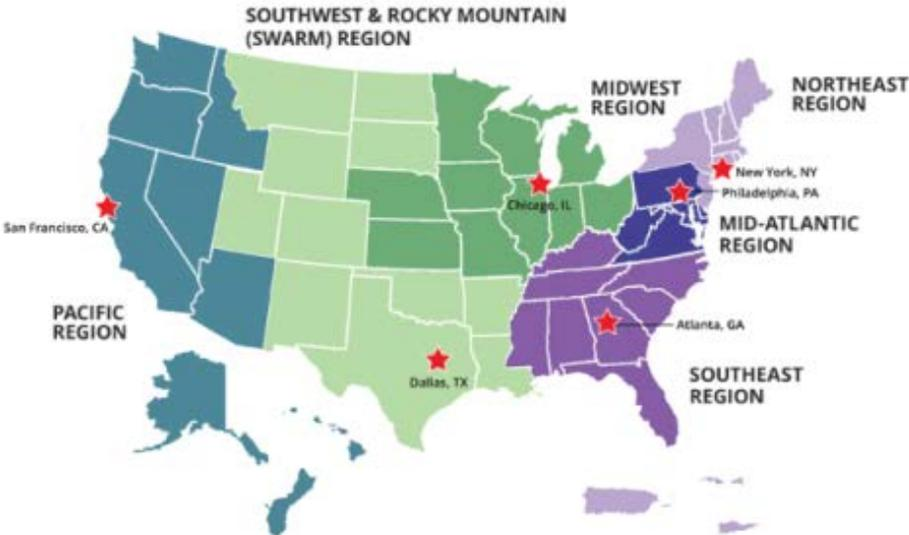 SOUTHWEST & ROCKY MOUNTAIN
(SWARM) REGION
MIDWEST
REGION
NORTHEAST
REGION
New York, NY
Philadelphia, PA
Chicago, IL
San Francisco, CA
MID-ATLANTIC
REGION
PACIFIC
REGION
Atlanta, GA
Dallas, TX
SOUTHEAST
REGION